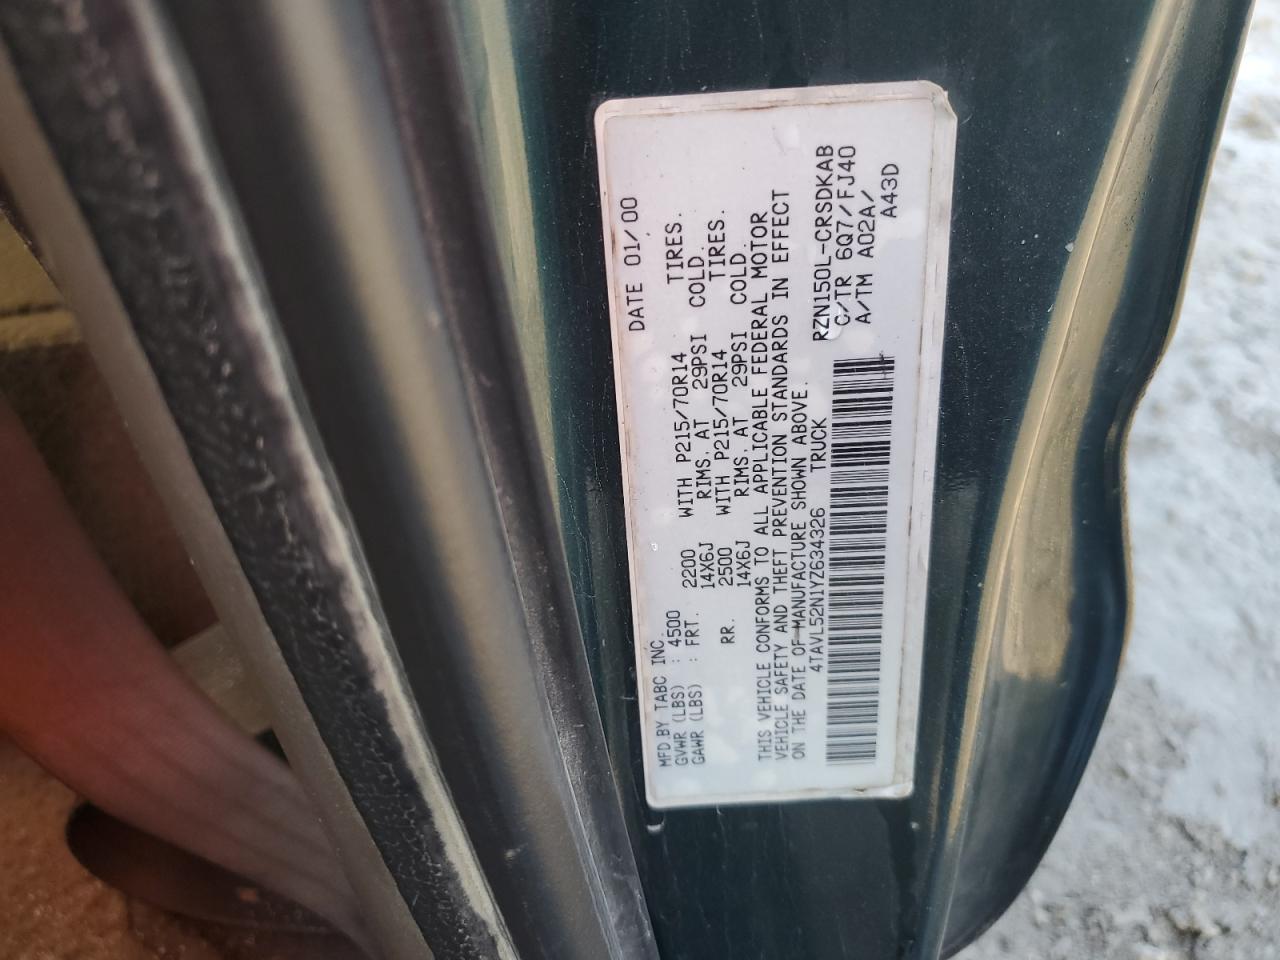 MFD.BY TABC INC. DATE 01/00
GVWR (LBS) : 4500
GAWR (LBS) : FRT. 2200 WITH P215/70R14 TIRES.
14X6J RIMS. AT 29PSI COLD.
RR. 2500 WITH P215/70R14 TIRES.
14X6J RIMS. AT 29PSI COLD.
THIS VEHICLE CONFORMS TO ALL APPLICABLE FEDERAL MOTOR
VEHICLE SAFETY AND THEFT PREVENTION STANDARDS IN EFFECT
ON THE DATE OF MANUFACTURE SHOWN ABOVE.
4TAVL52N1YZ634326 TRUCK
RZN150L-CRSDKAB
C/TR 6Q7/FJ40
A/TM A02A/
A43D